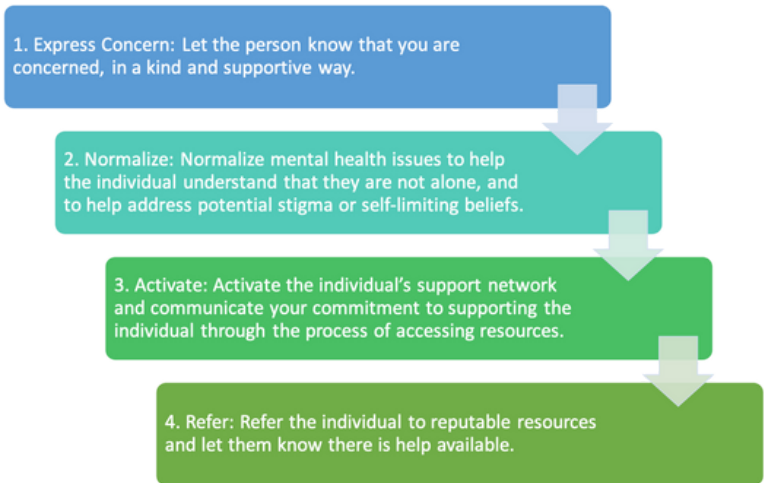 1. Express Concern: Let the person know that you are
concerned, in a kind and supportive way.
2. Normalize: Normalize mental health issues to help
the individual understand that they are not alone, and
to help address potential stigma or self-limiting beliefs.
3. Activate: Activate the individual’s support network
and communicate your commitment to supporting the
individual through the process of accessing resources.
4. Refer: Refer the individual to reputable resources
and let them know there is help available.